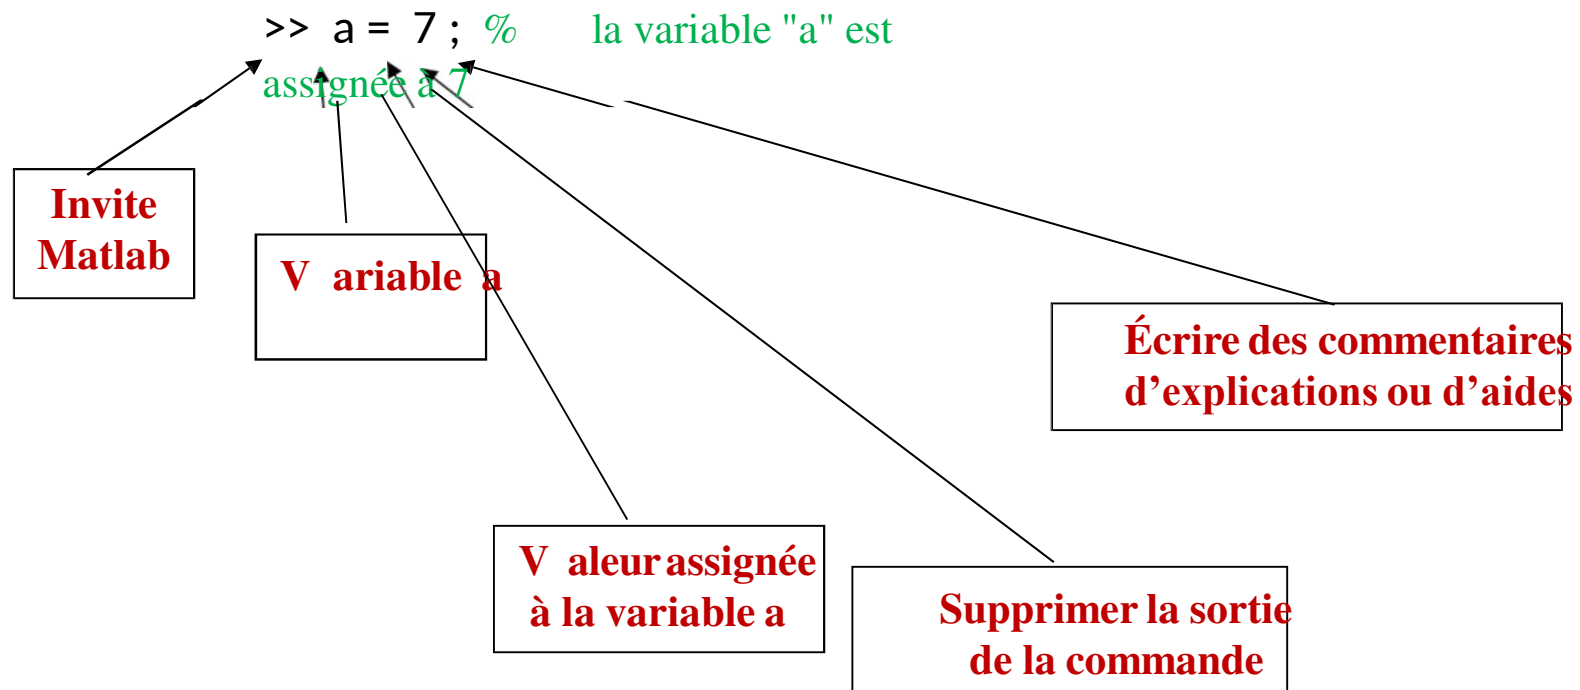 >> a = 7 ; % la variable "a" est
assignée à 7
Invite
Matlab
V ariable a
Écrire des commentaires
d’explications ou d’aides
V aleur assignée
à la variable a
Supprimer la sortie
de la commande